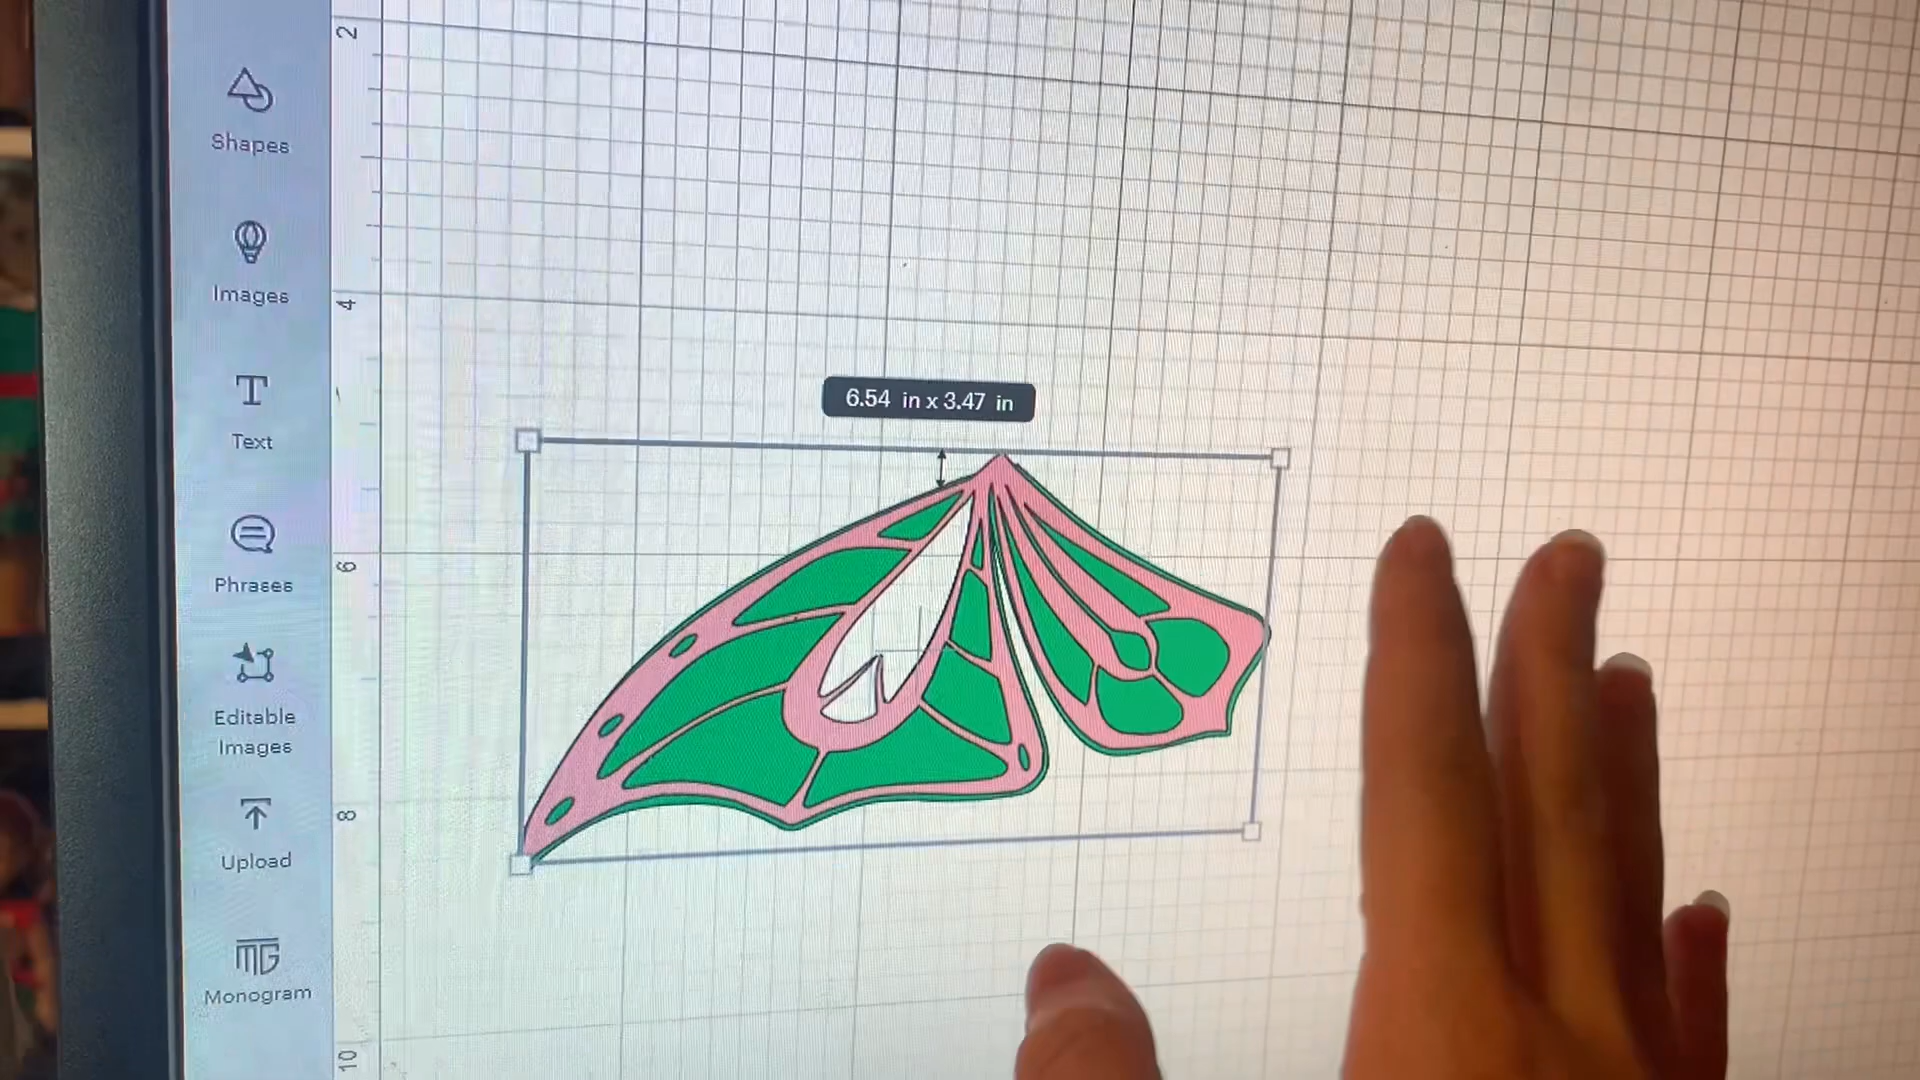 2
Shapes
Images
4
6.54 in x 3.47 in
Text
6
Phrases
Editable
Images
8
Upload
Monogram
10